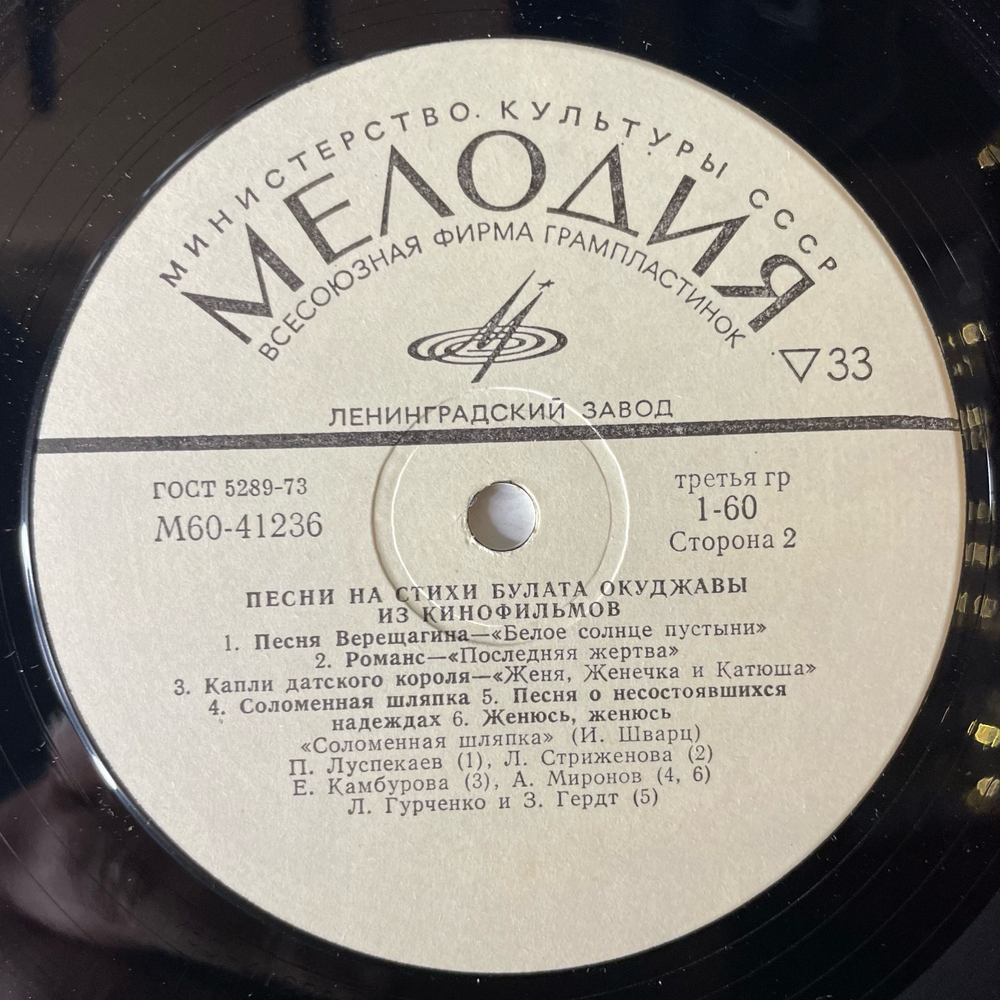 МИНИСТЕРСТВО. КУЛЬТУРЫ СССР
МЕЛОДИЯ
ВСЕСОЮЗНАЯ ФИРМА ГРАМПЛАСТИНОК
▽33
ЛЕНИНГРАДСКИЙ ЗАВОД
ГОСТ 5289-73
М60-41236
третья гр
1-60
Сторона 2
ПЕСНИ НА СТИХИ БУЛАТА ОКУДЖАВЫ
ИЗ КИНОФИЛЬМОВ
1. Песня Верещагина—«Белое солнце пустыни»
2. Романс—«Последняя жертва»
3. Капли датского короля—«Женя, Женечка и Катюша»
4. Соломенная шляпка 5. Песня о несостоявшихся
надеждах 6. Женюсь, женюсь
«Соломенная шляпка» (И. Шварц)
П. Луспекаев (1), Л. Стриженова (2)
Е. Камбурова (3), А. Миронов (4, 6)
Л. Гурченко и З. Гердт (5)